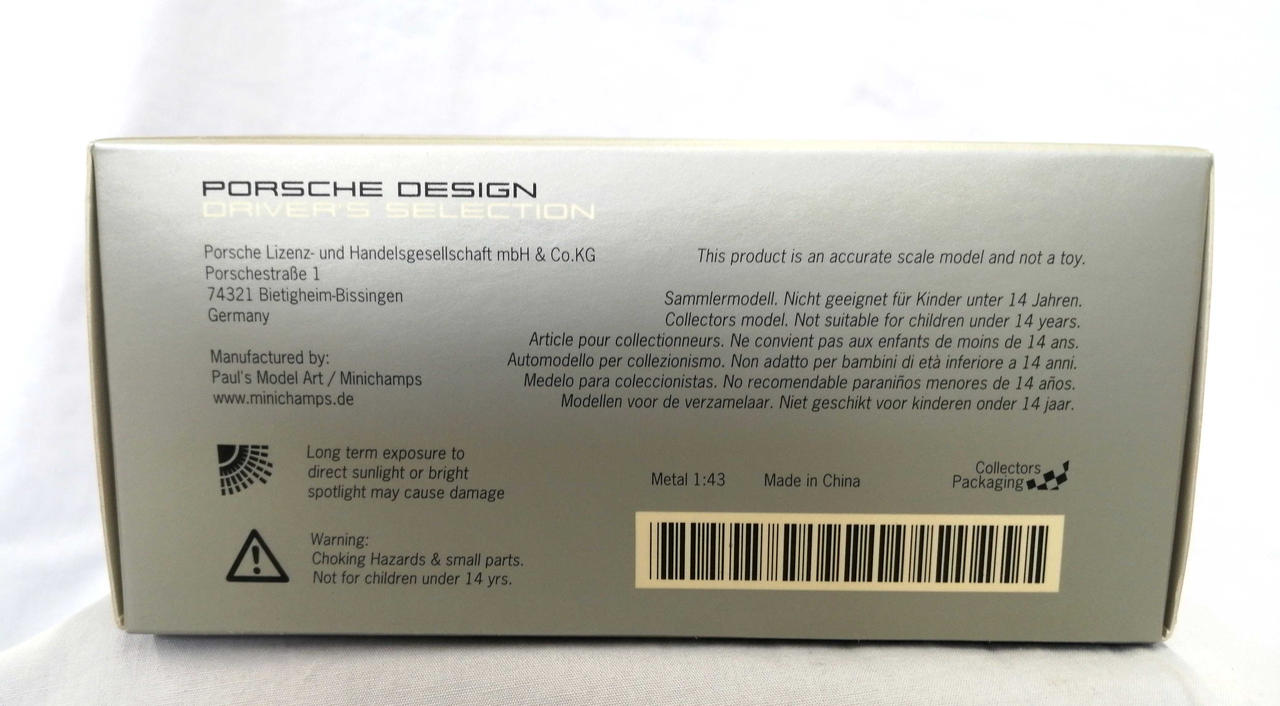 PORSCHE DESIGN
DRIVER'S SELECTION
Porsche Lizenz- und Handelsgesellschaft mbH & Co.KG
Porschestraße 1
74321 Bietigheim-Bissingen
Germany
Manufactured by:
Paul's Model Art / Minichamps
www.minichamps.de
This product is an accurate scale model and not a toy.
Sammlermodell. Nicht geeignet für Kinder unter 14 Jahren.
Collectors model. Not suitable for children under 14 years.
Article pour collectionneurs. Ne convient pas aux enfants de moins de 14 ans.
Automodello per collezionismo. Non adatto per bambini di età inferiore a 14 anni.
Medelo para coleccionistas. No recomendable paraniños menores de 14 años.
Modellen voor de verzamelaar. Niet geschikt voor kinderen onder 14 jaar.
Long term exposure to
direct sunlight or bright
spotlight may cause damage
Metal 1:43 Made in China
Collectors
Packaging
Warning:
Choking Hazards & small parts.
Not for children under 14 yrs.